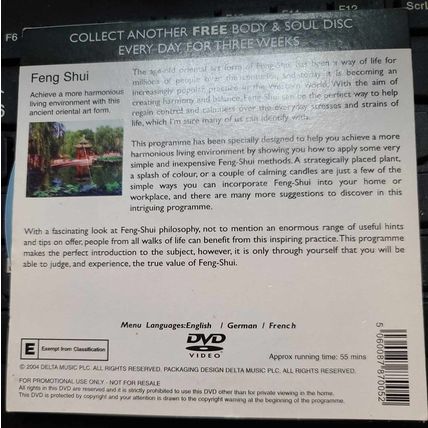 F6
F11
F12
Scrl
COLLECT ANOTHER FREE BODY & SOUL DISC
EVERY DAY FOR THREE WEEKS
Feng Shui
Achieve a more harmonious
living environment with this
ancient oriental art form.
The age-old oriental art form of Feng-Shui has been a way of life for
millions of people over the centuries, and today it is becoming an
increasingly popular practice in the Western World. With the aim of
creating harmony and balance, Feng-Shui can be the perfect way to help
regain control and calmness over the everyday stresses and strains of
life, which I'm sure many of us can identify with.
This programme has been specially designed to help you achieve a more
harmonious living environment by showing you how to apply some very
simple and inexpensive Feng-Shui methods. A strategically placed plant,
a splash of colour, or a couple of calming candles are just a few of the
simple ways you can incorporate Feng-Shui into your home or
workplace, and there are many more suggestions to discover in this
intriguing programme.
With a fascinating look at Feng-Shui philosophy, not to mention an enormous range of useful hints
and tips on offer, people from all walks of life can benefit from this inspiring practice. This programme
makes the perfect introduction to the subject, however, it is only through yourself that you will be
able to judge, and experience, the true value of Feng-Shui.
Menu Languages: English / German / French
E Exempt from Classification
DVD
VIDEO
Approx running time: 55 mins
5060087870052
© 2004 DELTA MUSIC PLC. ALL RIGHTS RESERVED. PACKAGING DESIGN DELTA MUSIC PLC. ALL RIGHTS RESERVED.
FOR PROMOTIONAL USE ONLY - NOT FOR RESALE
All rights in this DVD are reserved and it is strictly prohibited to use this DVD other than for private viewing in the home.
This DVD is protected by copyright and your attention is drawn to the copyright warning at the beginning of the programme.